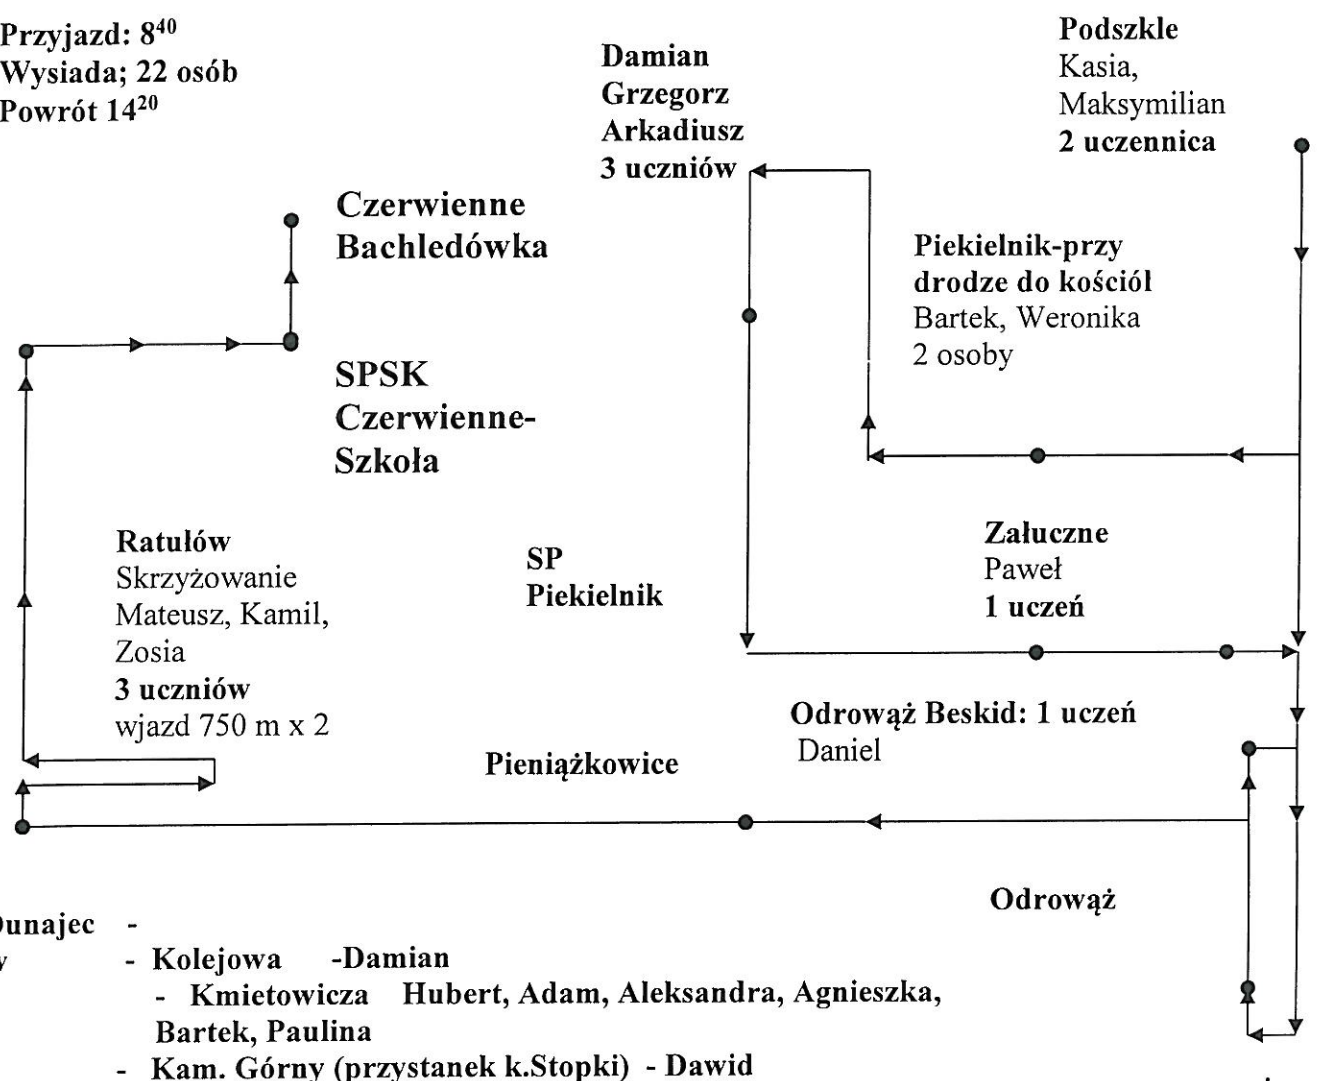 Przyjazd: 8⁴⁰
Wysiada; 22 osób
Powrót 14²⁰
Damian
Grzegorz
Arkadiusz
3 uczniów
Podszkle
Kasia,
Maksymilian
2 uczennica
Czerwienne
Bachledówka
Piekielnik-przy
drodze do kościół
Bartek, Weronika
2 osoby
SPSK
Czerwienne-
Szkoła
Ratułów
Skrzyżowanie
Mateusz, Kamil,
Zosia
3 uczniów
wjazd 750 m x 2
SP
Piekielnik
Załuczne
Paweł
1 uczeń
Odrowąż Beskid: 1 uczeń
Daniel
Pieniążkowice
Odrowąż
Dunajec -
- Kolejowa -Damian
- Kmietowicza Hubert, Adam, Aleksandra, Agnieszka,
Bartek, Paulina
- Kam. Górny (przystanek k.Stopki) - Dawid